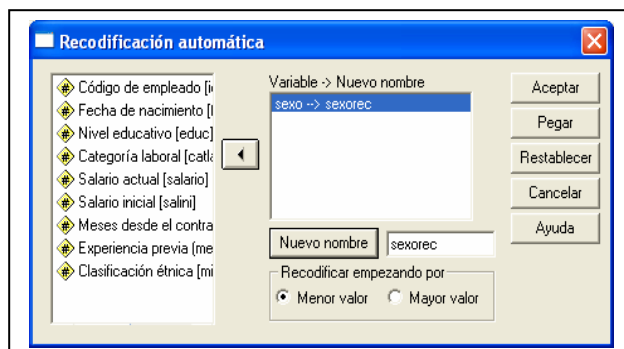 Recodificación automática
Código de empleado [i
Fecha de nacimiento [
Nivel educativo [educ]
Categoría laboral [catla
Salario actual [salario]
Salario inicial [salini]
Meses desde el contra
Experiencia previa (me
Clasificación étnica [mi
Variable -> Nuevo nombre
sexo --> sexorec
Nuevo nombre
sexorec
Recodificar empezando por
Menor valor
Mayor valor
Aceptar
Pegar
Restablecer
Cancelar
Ayuda